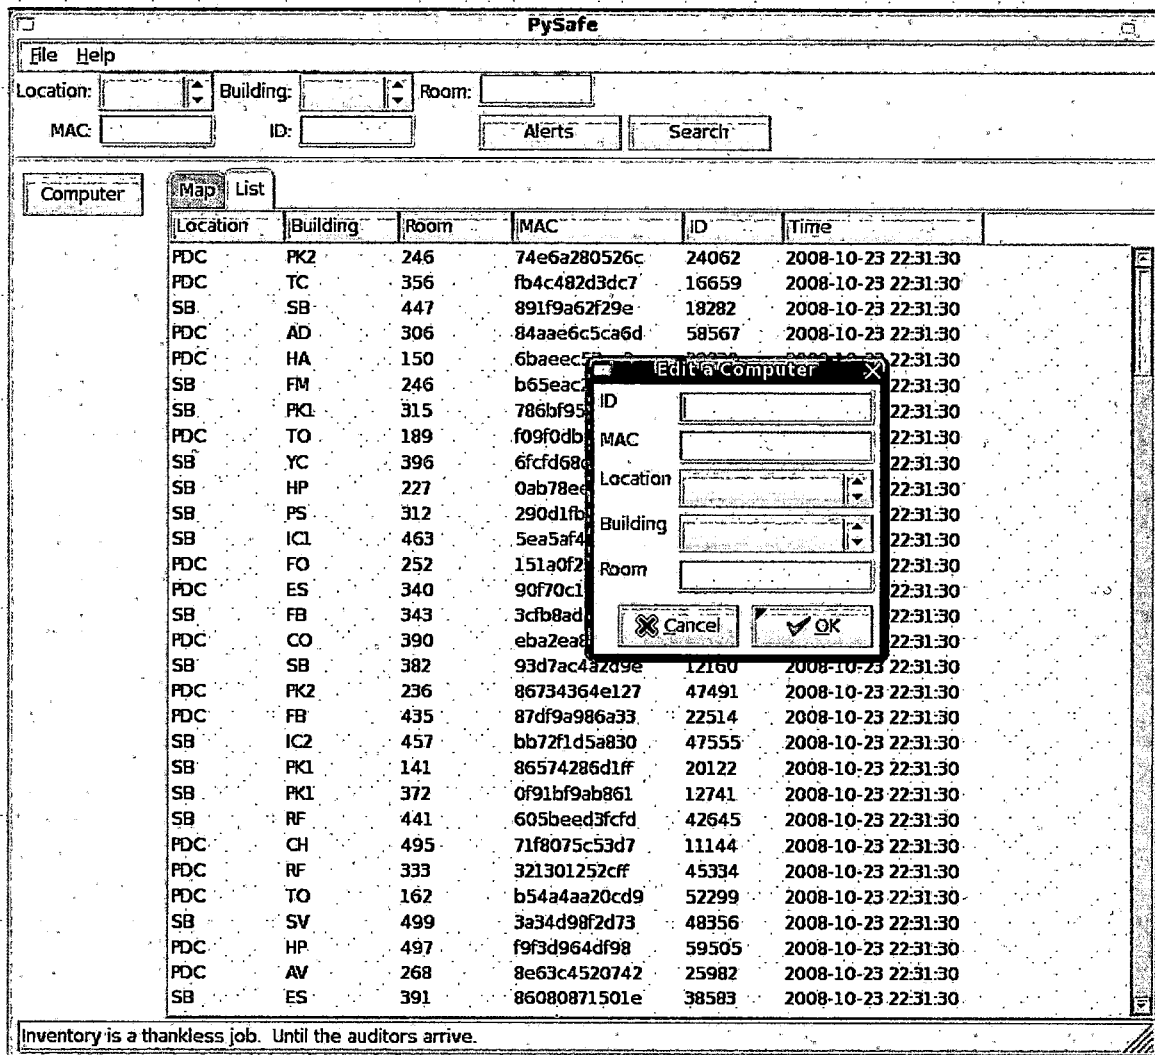 PySafe
File Help
Location: Building: Room:
MAC: ID: Alerts Search
Computer Map List
Location Building Room MAC ID Time
PDC PK2 246 74e6a280526c 24062 2008-10-23 22:31:30
PDC TC 356 fb4c482d3dc7 16659 2008-10-23 22:31:30
SB SB 447 891f9a62f29e 18282 2008-10-23 22:31:30
PDC AD 306 84aae6c5ca6d 58567 2008-10-23 22:31:30
PDC HA 150 6baeec 22:31:30
SB FM 246 b65eac 22:31:30
SB PK1 315 786bf95 22:31:30
PDC TO 189 f09f0db 22:31:30
SB YC 396 6fcfd68 22:31:30
SB HP 227 0ab78ee 22:31:30
SB PS 312 290d1fb 22:31:30
SB IC1 463 5ea5af4 22:31:30
PDC FO 252 151a0f2 22:31:30
PDC ES 340 90f70c1 22:31:30
SB FB 343 3cfb8ad 22:31:30
PDC CO 390 eba2ea8 22:31:30
SB SB 382 93d7ac4a2d9e 12160 2008-10-23 22:31:30
PDC PK2 236 86734364e127 47491 2008-10-23 22:31:30
PDC FB 435 87df9a986a33 22514 2008-10-23 22:31:30
SB IC2 457 bb72f1d5a830 47555 2008-10-23 22:31:30
SB PK1 141 86574286d1ff 20122 2008-10-23 22:31:30
SB PK1 372 0f91bf9ab861 12741 2008-10-23 22:31:30
SB RF 441 605beed3fcfd 42645 2008-10-23 22:31:30
PDC CH 495 71f8075c53d7 11144 2008-10-23 22:31:30
PDC RF 333 321301252cff 45334 2008-10-23 22:31:30
PDC TO 162 b54a4aa20cd9 52299 2008-10-23 22:31:30
SB SV 499 3a34d98f2d73 48356 2008-10-23 22:31:30
PDC HP 497 f9f3d964df98 59505 2008-10-23 22:31:30
PDC AV 268 8e63c4520742 25982 2008-10-23 22:31:30
SB ES 391 86080871501e 38583 2008-10-23 22:31:30
Edit a Computer
ID
MAC
Location
Building
Room
Cancel OK
Inventory is a thankless job. Until the auditors arrive.